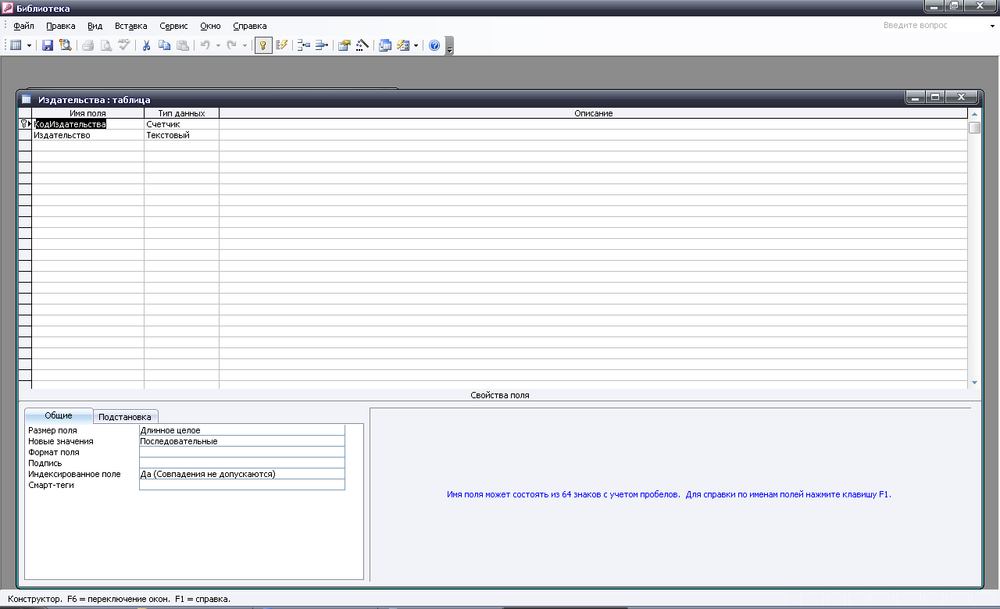 Библиотека
Файл Правка Вид Вставка Сервис Окно Справка Введите вопрос
Издательства : таблица
Имя поля Тип данных Описание
КодИздательства Счетчик
Издательство Текстовый
Свойства поля
Общие Подстановка
Размер поля Длинное целое
Новые значения Последовательные
Формат поля
Подпись
Индексированное поле Да (Совпадения не допускаются)
Смарт-теги
Имя поля может состоять из 64 знаков с учетом пробелов. Для справки по именам полей нажмите клавишу F1.
Конструктор. F6 = переключение окон. F1 = справка.